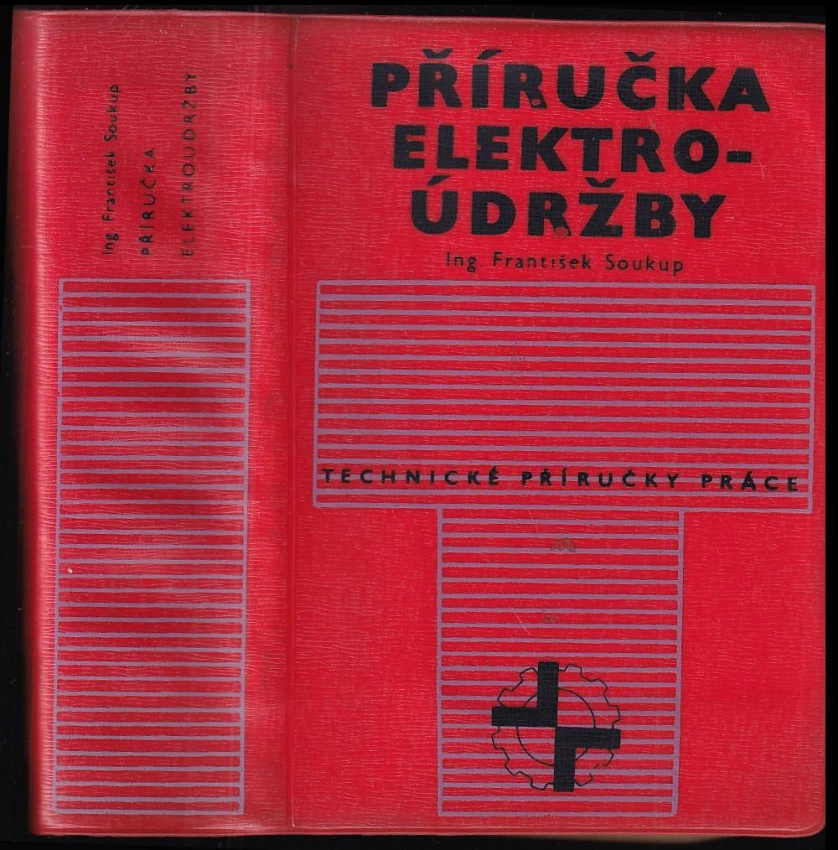 Ing. František Soukup
PŘÍRUČKA
ELEKTROÚDRŽBY
PŘÍRUČKA
ELEKTRO-
ÚDRŽBY
Ing. František Soukup
TECHNICKÉ PŘÍRUČKY PRÁCE